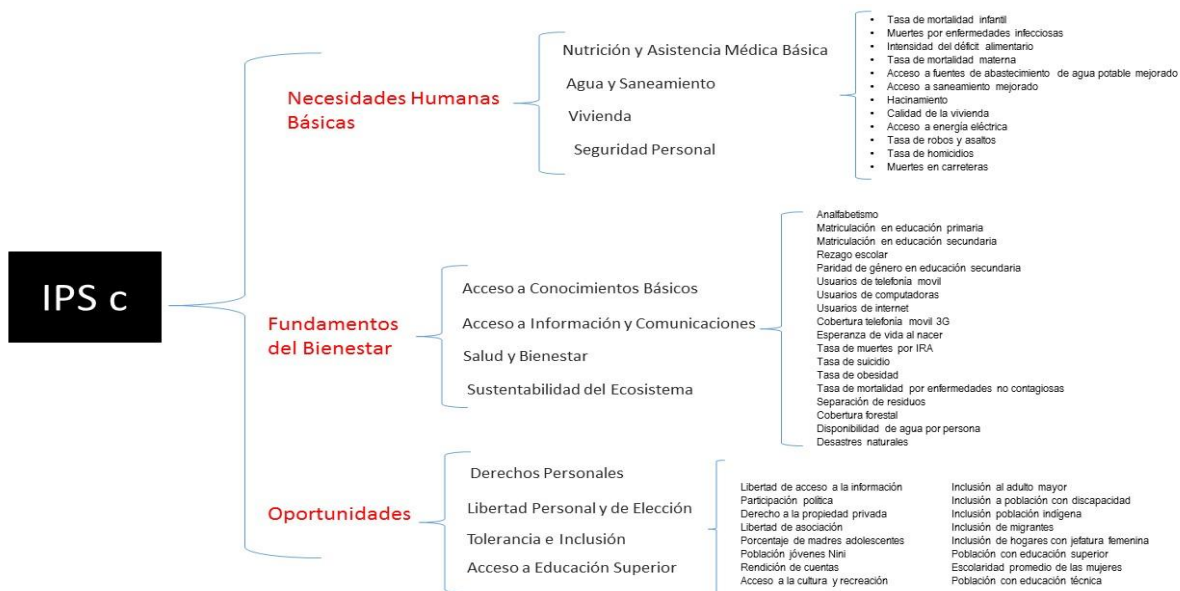 IPS c
Necesidades Humanas
Básicas
Nutrición y Asistencia Médica Básica
Agua y Saneamiento
Vivienda
Seguridad Personal
• Tasa de mortalidad infantil
• Muertes por enfermedades infecciosas
• Intensidad del déficit alimentario
• Tasa de mortalidad materna
• Acceso a fuentes de abastecimiento de agua potable mejorado
• Acceso a saneamiento mejorado
• Hacinamiento
• Calidad de la vivienda
• Acceso a energía eléctrica
• Tasa de robos y asaltos
• Tasa de homicidios
• Muertes en carreteras
Fundamentos
del Bienestar
Acceso a Conocimientos Básicos
Acceso a Información y Comunicaciones
Salud y Bienestar
Sustentabilidad del Ecosistema
Analfabetismo
Matriculación en educación primaria
Matriculación en educación secundaria
Rezago escolar
Paridad de género en educación secundaria
Usuarios de telefonía movil
Usuarios de computadoras
Usuarios de internet
Cobertura telefonía movil 3G
Esperanza de vida al nacer
Tasa de muertes por IRA
Tasa de suicidio
Tasa de obesidad
Tasa de mortalidad por enfermedades no contagiosas
Separación de residuos
Cobertura forestal
Disponibilidad de agua por persona
Desastres naturales
Oportunidades
Derechos Personales
Libertad Personal y de Elección
Tolerancia e Inclusión
Acceso a Educación Superior
Libertad de acceso a la información
Participación política
Derecho a la propiedad privada
Libertad de asociación
Porcentaje de madres adolescentes
Población jóvenes Nini
Rendición de cuentas
Acceso a la cultura y recreación
Inclusión al adulto mayor
Inclusión a población con discapacidad
Inclusión población indígena
Inclusión de migrantes
Inclusión de hogares con jefatura femenina
Población con educación superior
Escolaridad promedio de las mujeres
Población con educación técnica